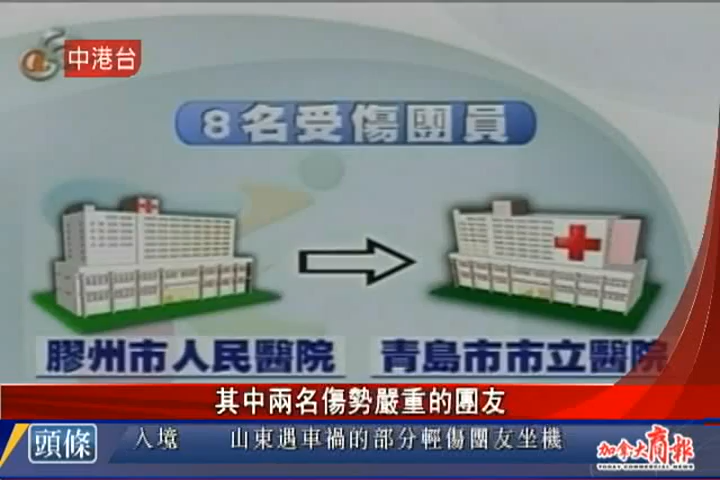 中港台
8名受傷團員
膠州市人民醫院
青島市市立醫院
其中兩名傷勢嚴重的團友
頭條
入境 山東遇車禍的部分輕傷團友坐機
加拿大商報
TODAY COMMERCIAL NEWS